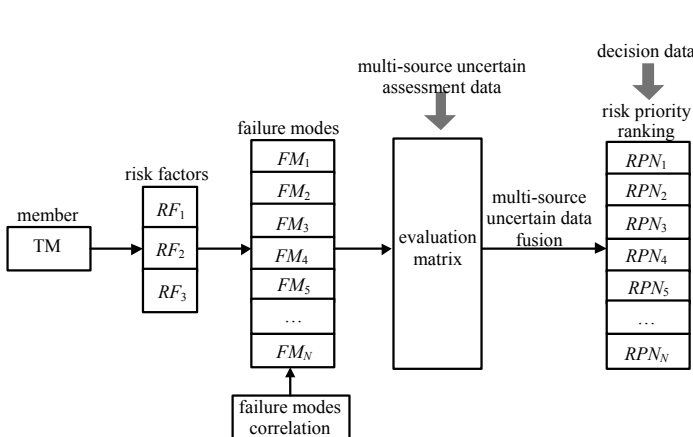 decision data
multi-source uncertain
assessment data
risk priority
ranking
failure modes
risk factors
member
TM
RF1
RF2
RF3
FM1
FM2
FM3
FM4
FM5
…
FMN
failure modes
correlation
evaluation
matrix
multi-source
uncertain data
fusion
RPN1
RPN2
RPN3
RPN4
RPN5
…
RPNN